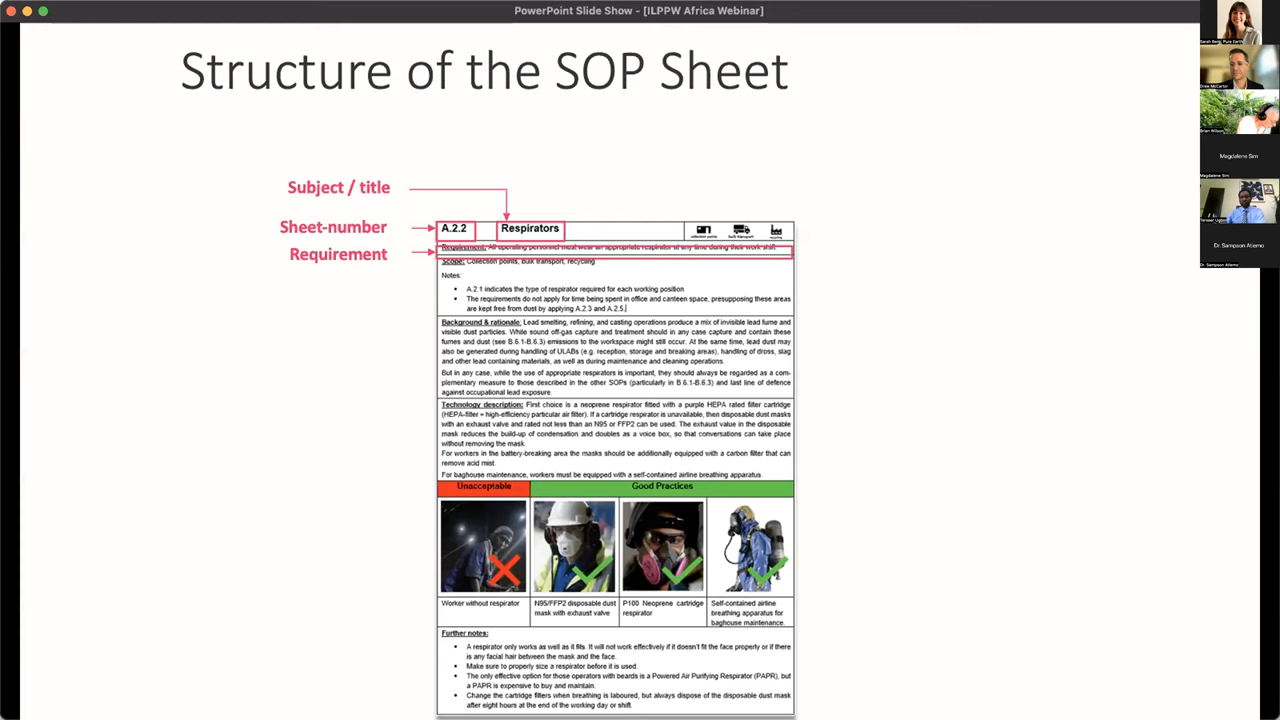 PowerPoint Slide Show - [ILPPW Africa Webinar]
Structure of the SOP Sheet
Subject / title
Sheet-number
Requirement
A.2.2 Respirators
collection points bulk transport recycling
Requirement: All operating personnel must wear an appropriate respirator at any time during their work shift.
Scope: Collection points, bulk transport, recycling
Notes:
• A.2.1 indicates the type of respirator required for each working position
• The requirements do not apply for time being spent in office and canteen space, presupposing these areas
are kept free from dust by applying A.2.3 and A.2.5.
Background & rationale: Lead smelting, refining, and casting operations produce a mix of invisible lead fume and
visible dust particles. While sound off-gas capture and treatment should in any case capture and contain these
fumes and dust (see B.6.1-B.6.3) emissions to the workspace might still occur. At the same time, lead dust may
also be generated during handling of ULABs (e.g. reception, storage and breaking areas), handling of dross, slag
and other lead containing materials, as well as during maintenance and cleaning operations.
But in any case, while the use of appropriate respirators is important, they should always be regarded as a com-
plementary measure to those described in the other SOPs (particularly in B.6.1-B.6.3) and last line of defence
against occupational lead exposure.
Technology description: First choice is a neoprene respirator fitted with a purple HEPA rated filter cartridge
(HEPA-filter = high-efficiency particular air filter). If a cartridge respirator is unavailable, then disposable dust masks
with an exhaust valve and rated not less than an N95 or FFP2 can be used. The exhaust value in the disposable
mask reduces the build-up of condensation and doubles as a voice box, so that conversations can take place
without removing the mask.
For workers in the battery-breaking area the masks should be additionally equipped with a carbon filter that can
remove acid mist.
For baghouse maintenance, workers must be equipped with a self-contained airline breathing apparatus.
Unacceptable Good Practices
Worker without respirator
N95/FFP2 disposable dust
mask with exhaust valve
P100 Neoprene cartridge
respirator
Self-contained airline
breathing apparatus for
baghouse maintenance.
Further notes:
• A respirator only works as well as it fits. It will not work effectively if it doesn't fit the face properly or if there
is any facial hair between the mask and the face.
• Make sure to properly size a respirator before it is used.
• The only effective option for those operators with beards is a Powered Air Purifying Respirator (PAPR), but
a PAPR is expensive to buy and maintain.
• Change the cartridge filters when breathing is laboured, but always dispose of the disposable dust mask
after eight hours at the end of the working day or shift.
Sarah Berg, Pure Earth
Drew McCartor
Brian Wilson
Magdalene Sim
Magdalene Sim
Terseer Ugbor
Dr. Sampson Atiemo
Dr. Sampson Atiemo